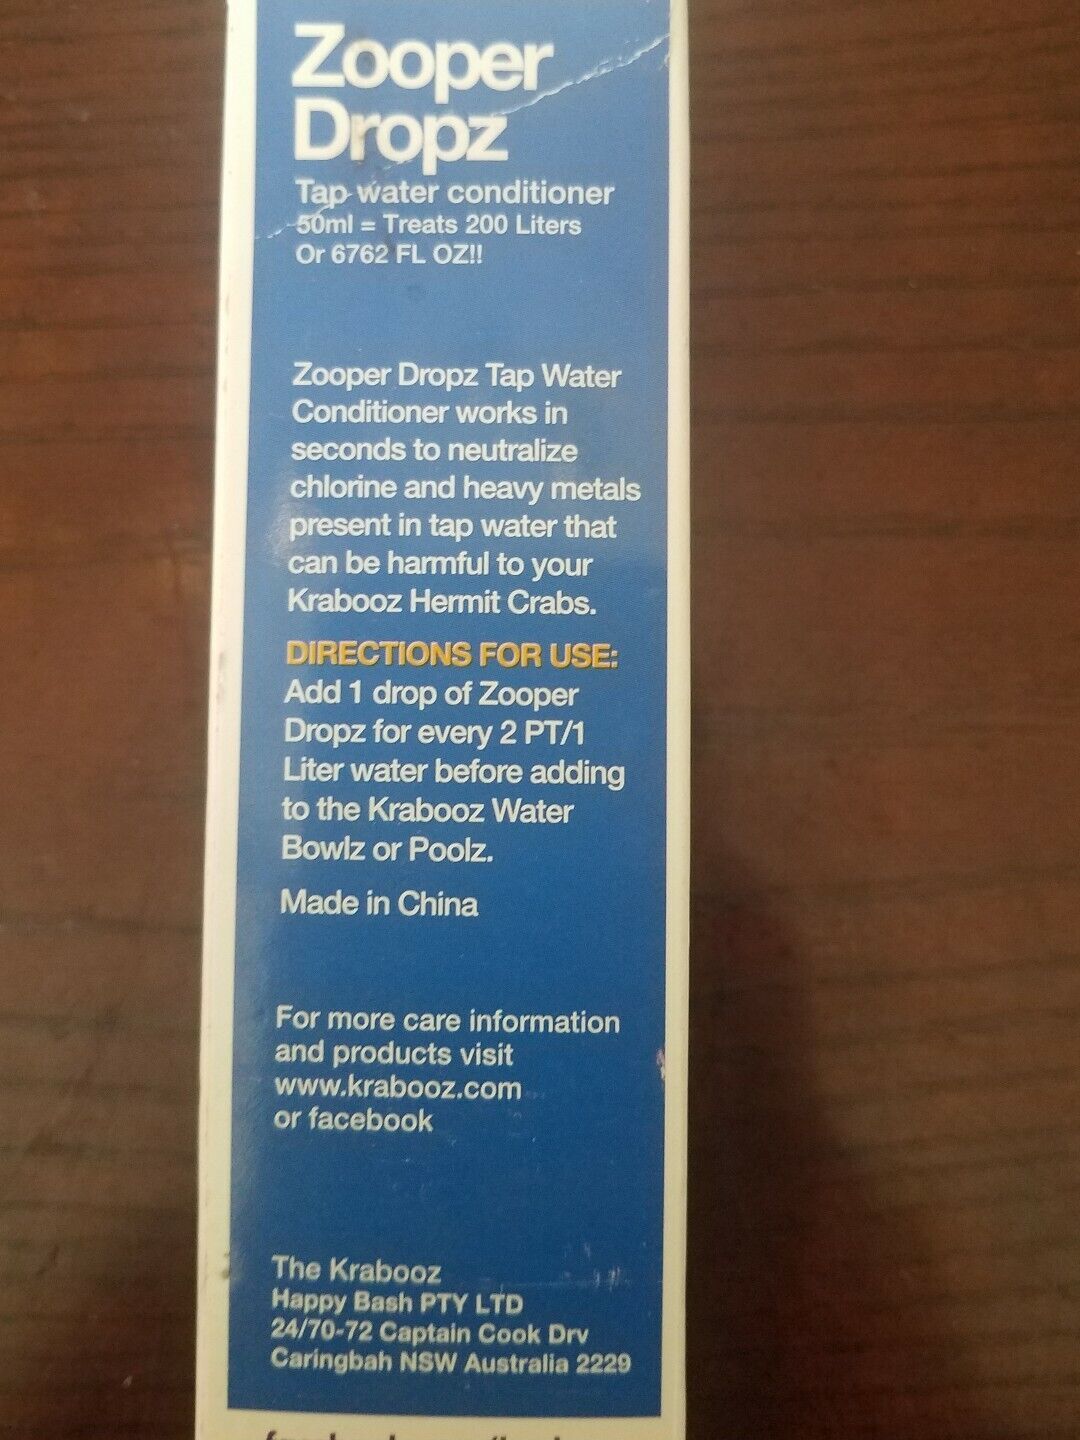 Zooper
Dropz
Tap water conditioner
50ml = Treats 200 Liters
Or 6762 FL OZ!!
Zooper Dropz Tap Water
Conditioner works in
seconds to neutralize
chlorine and heavy metals
present in tap water that
can be harmful to your
Krabooz Hermit Crabs.
DIRECTIONS FOR USE:
Add 1 drop of Zooper
Dropz for every 2 PT/1
Liter water before adding
to the Krabooz Water
Bowlz or Poolz.
Made in China
For more care information
and products visit
www.krabooz.com
or facebook
The Krabooz
Happy Bash PTY LTD
24/70-72 Captain Cook Drv
Caringbah NSW Australia 2229